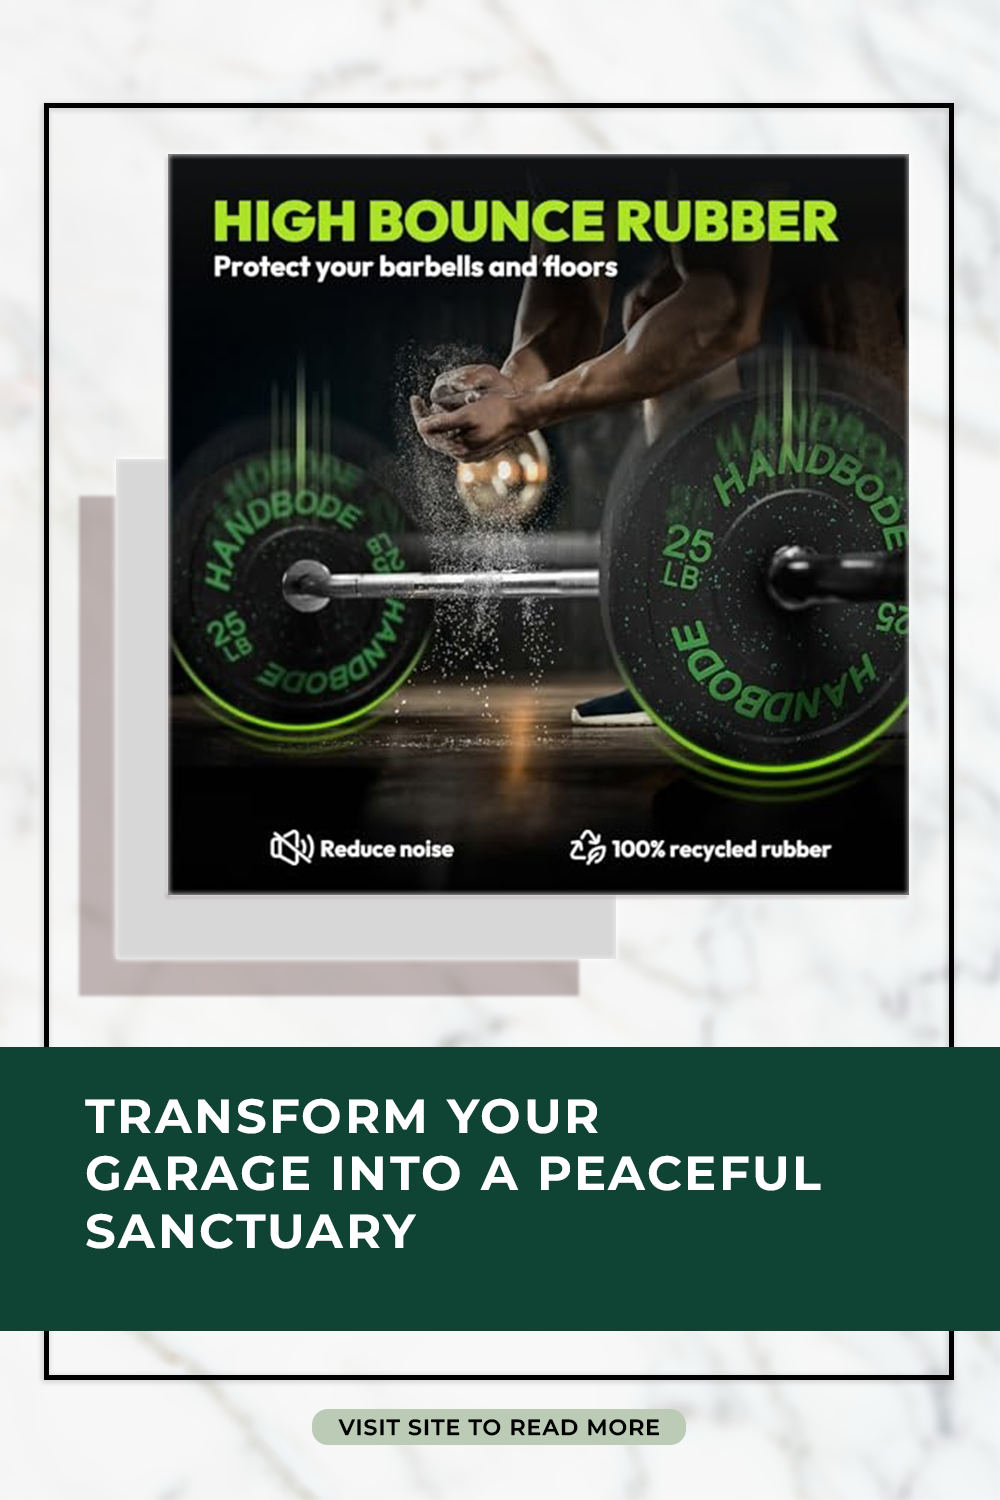 HIGH BOUNCE RUBBER
Protect your barbells and floors
HANDBODE
25
LB
HANDBODE
25
LB
HANDBODE
HANDBODE
25
LB
HANDBODE
25
HANDBODE
Reduce noise
100% recycled rubber
TRANSFORM YOUR
GARAGE INTO A PEACEFUL
SANCTUARY
VISIT SITE TO READ MORE